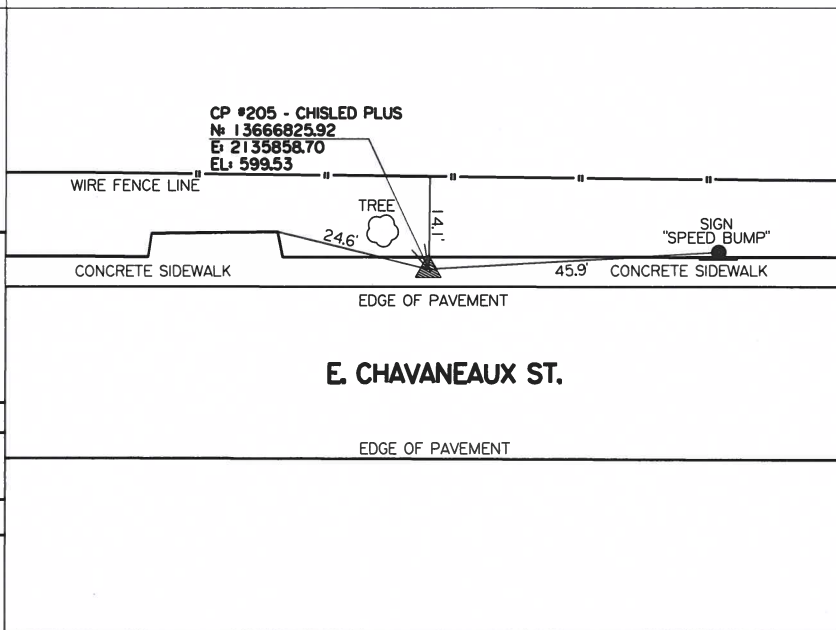 CP #205 - CHISLED PLUS
N: 13666825.92
E: 2135858.70
EL: 599.53
WIRE FENCE LINE
TREE
14.1'
24.6'
SIGN
"SPEED BUMP"
CONCRETE SIDEWALK
45.9'
CONCRETE SIDEWALK
EDGE OF PAVEMENT
E. CHAVANEAUX ST.
EDGE OF PAVEMENT